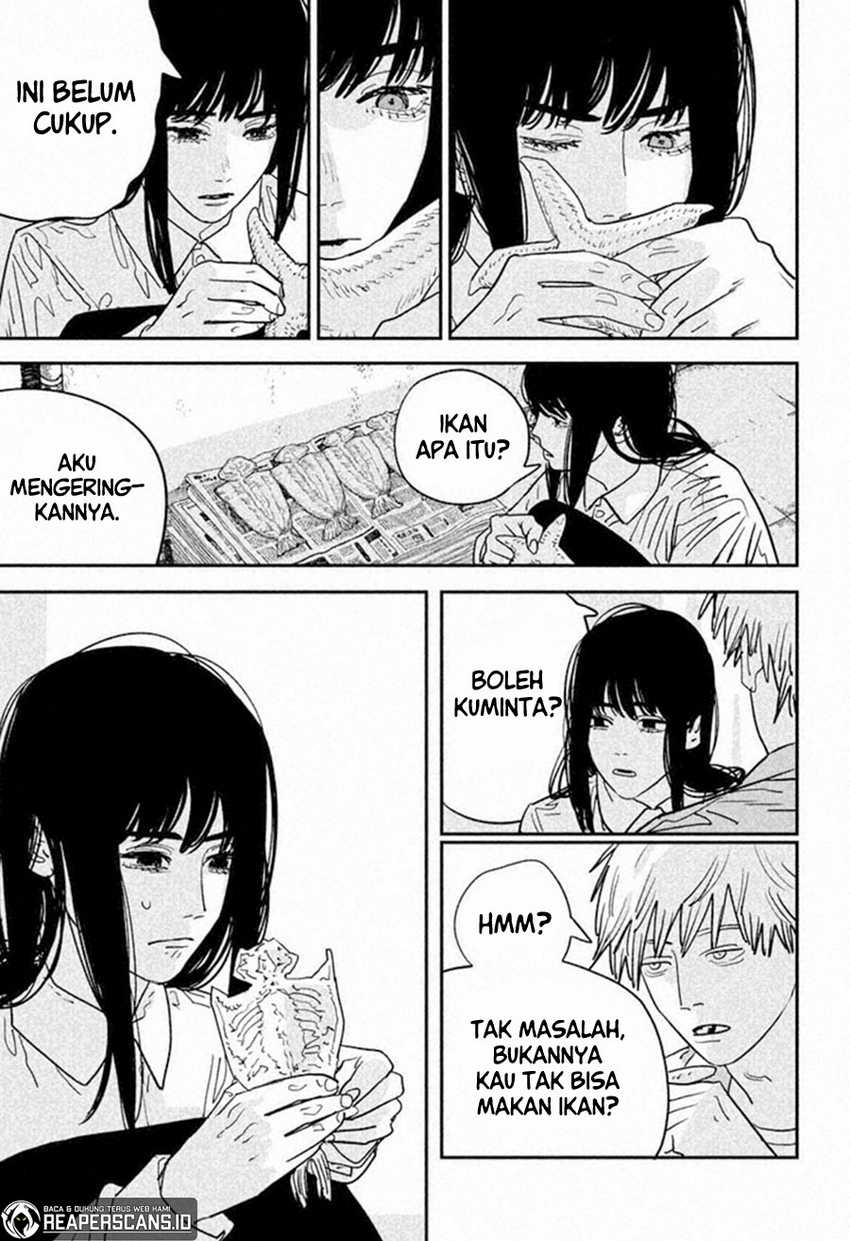 INI BELUM
CUKUP.
IKAN
APA ITU?
AKU
MENGERING-
KANNYA.
BOLEH
KUMINTA?
HMM?
TAK MASALAH,
BUKANNYA
KAU TAK BISA
MAKAN IKAN?
BACA & DUKUNG TERUS WEB KAMI
REAPERSCANS.ID